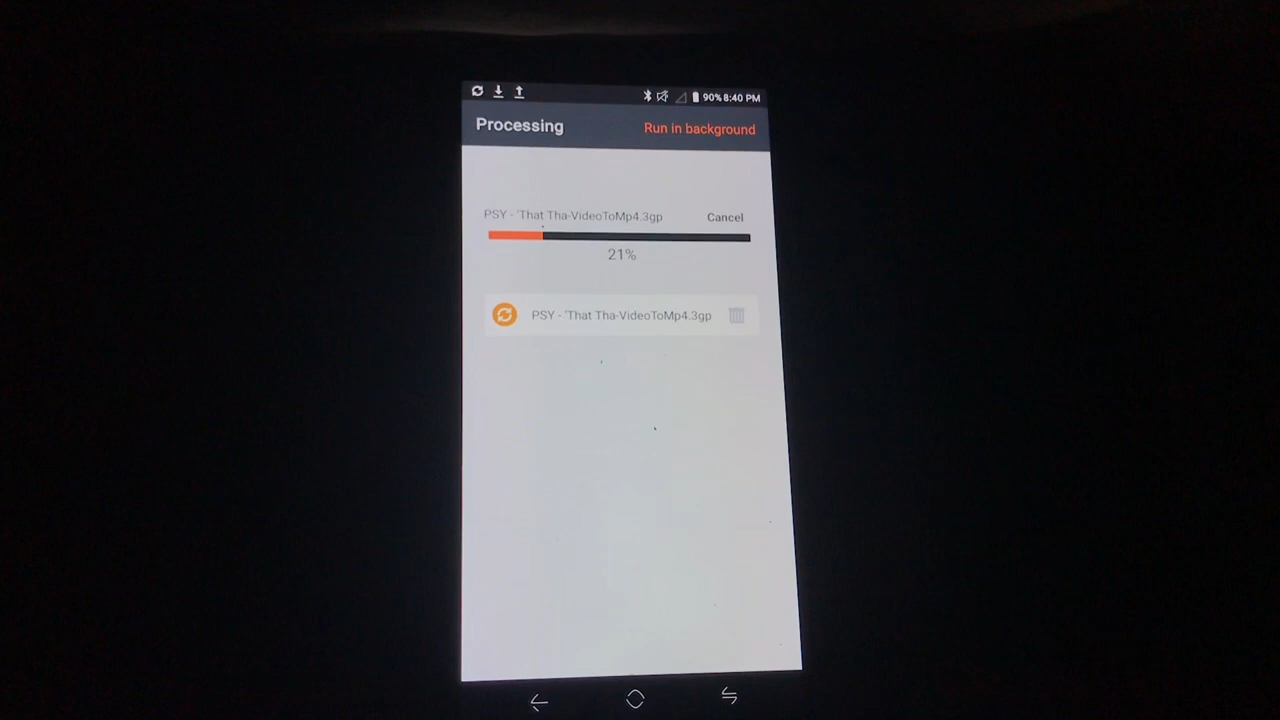 90% 8:40 PM
Processing Run in background
PSY - 'That Tha-VideoToMp4.3gp Cancel
21%
PSY - 'That Tha-VideoToMp4.3gp